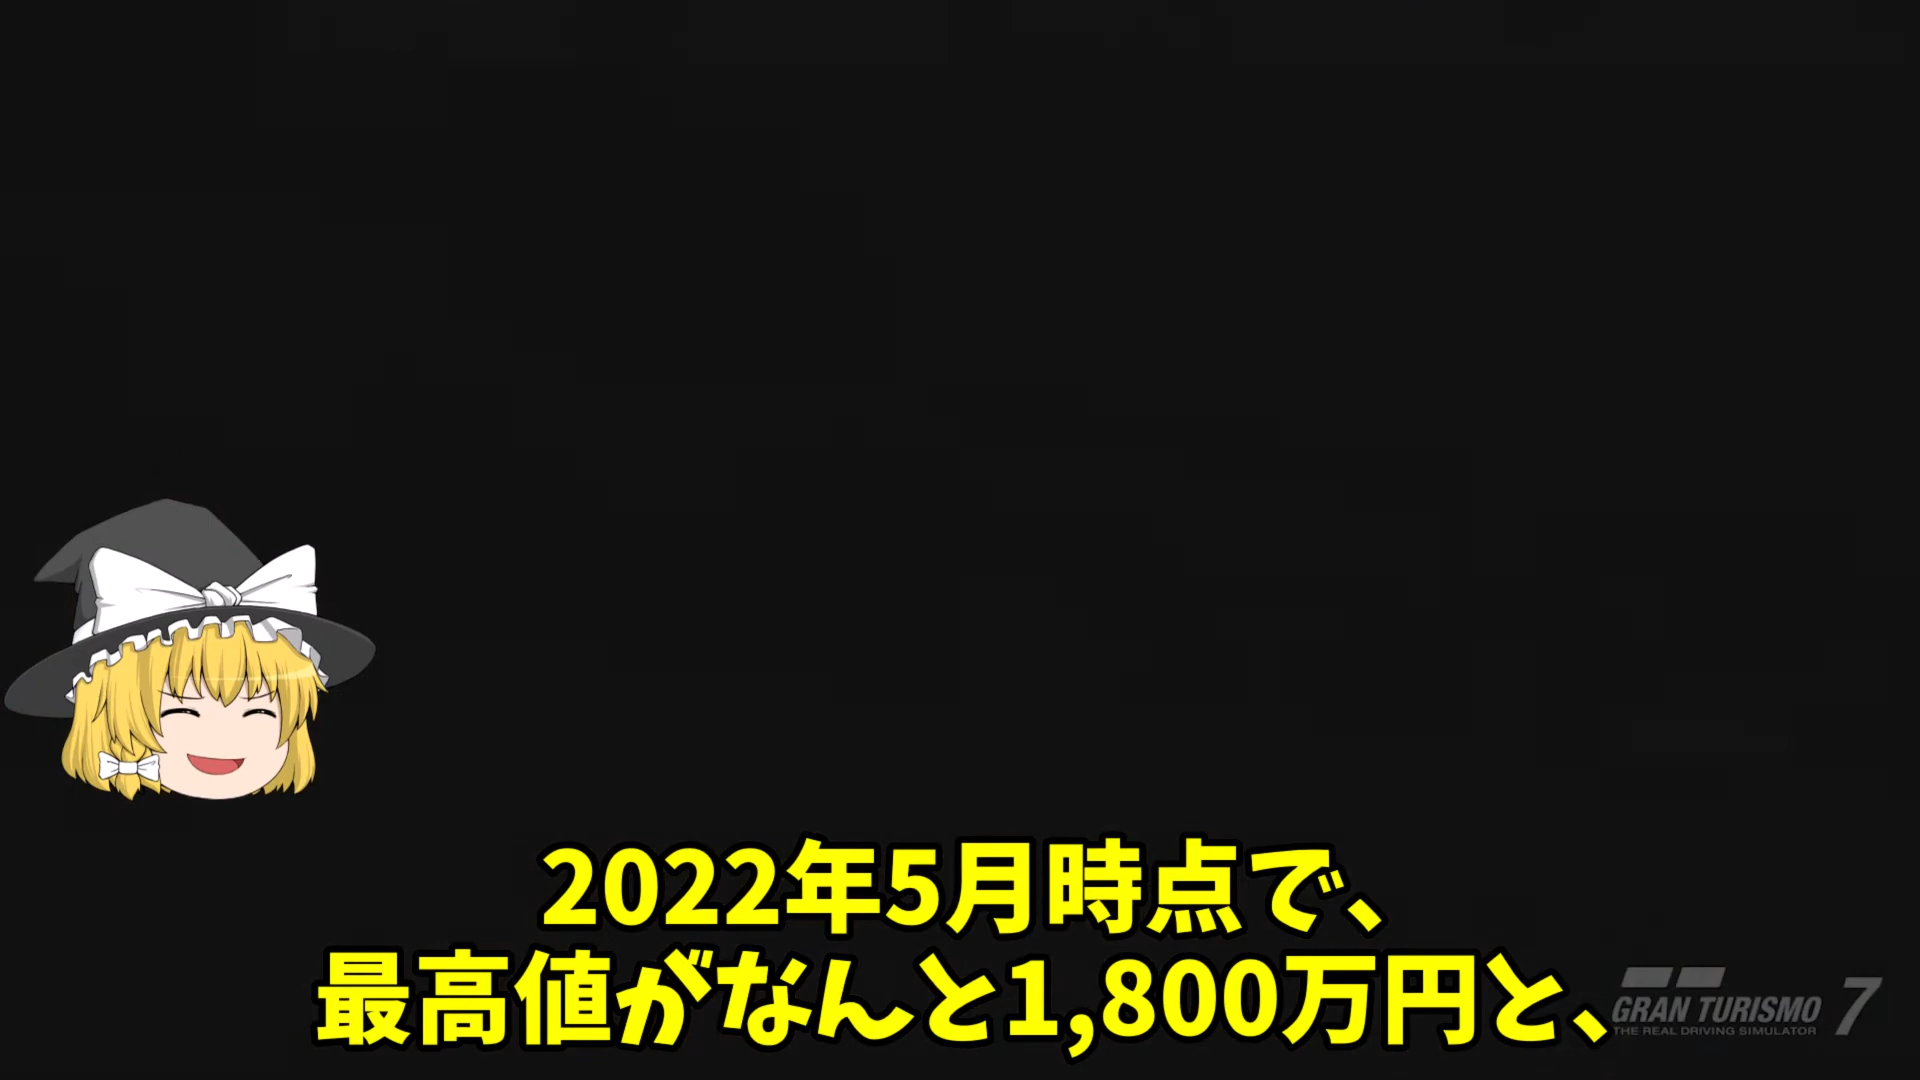 2022年5月時点で、
最高値がなんと1,800万円と、
GRAN TURISMO 7
THE REAL DRIVING SIMULATOR